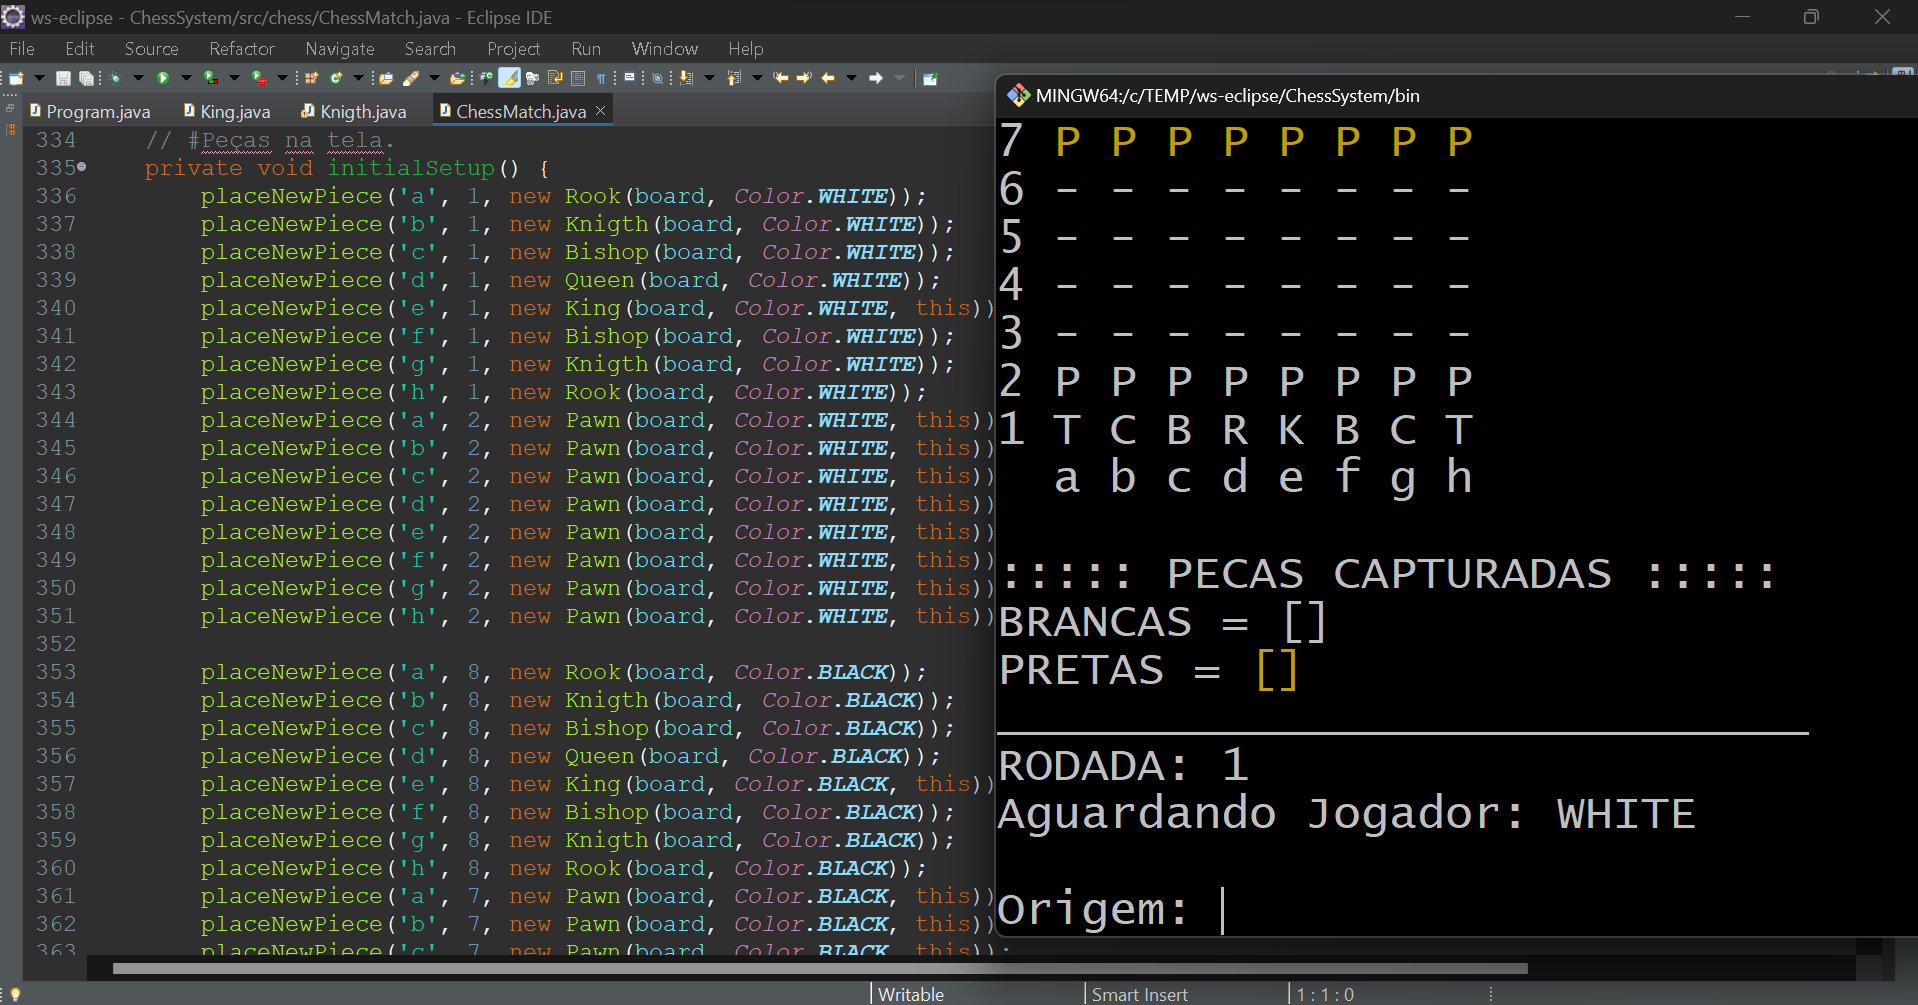 ws-eclipse - ChessSystem/src/chess/ChessMatch.java - Eclipse IDE
File Edit Source Refactor Navigate Search Project Run Window Help
Program.java King.java Knigth.java ChessMatch.java
334 // #Peças na tela.
335 private void initialSetup() {
336 placeNewPiece('a', 1, new Rook(board, Color.WHITE));
337 placeNewPiece('b', 1, new Knigth(board, Color.WHITE));
338 placeNewPiece('c', 1, new Bishop(board, Color.WHITE));
339 placeNewPiece('d', 1, new Queen(board, Color.WHITE));
340 placeNewPiece('e', 1, new King(board, Color.WHITE, this))
341 placeNewPiece('f', 1, new Bishop(board, Color.WHITE));
342 placeNewPiece('g', 1, new Knigth(board, Color.WHITE));
343 placeNewPiece('h', 1, new Rook(board, Color.WHITE));
344 placeNewPiece('a', 2, new Pawn(board, Color.WHITE, this))
345 placeNewPiece('b', 2, new Pawn(board, Color.WHITE, this))
346 placeNewPiece('c', 2, new Pawn(board, Color.WHITE, this))
347 placeNewPiece('d', 2, new Pawn(board, Color.WHITE, this))
348 placeNewPiece('e', 2, new Pawn(board, Color.WHITE, this))
349 placeNewPiece('f', 2, new Pawn(board, Color.WHITE, this))
350 placeNewPiece('g', 2, new Pawn(board, Color.WHITE, this))
351 placeNewPiece('h', 2, new Pawn(board, Color.WHITE, this))
352
353 placeNewPiece('a', 8, new Rook(board, Color.BLACK));
354 placeNewPiece('b', 8, new Knigth(board, Color.BLACK));
355 placeNewPiece('c', 8, new Bishop(board, Color.BLACK));
356 placeNewPiece('d', 8, new Queen(board, Color.BLACK));
357 placeNewPiece('e', 8, new King(board, Color.BLACK, this))
358 placeNewPiece('f', 8, new Bishop(board, Color.BLACK));
359 placeNewPiece('g', 8, new Knigth(board, Color.BLACK));
360 placeNewPiece('h', 8, new Rook(board, Color.BLACK));
361 placeNewPiece('a', 7, new Pawn(board, Color.BLACK, this))
362 placeNewPiece('b', 7, new Pawn(board, Color.BLACK, this))
363 placeNewPiece('c', 7, new Pawn(board, Color.BLACK, this));
MINGW64:/c/TEMP/ws-eclipse/ChessSystem/bin
7 P P P P P P P P
6 - - - - - - - -
5 - - - - - - - -
4 - - - - - - - -
3 - - - - - - - -
2 P P P P P P P P
1 T C B R K B C T
a b c d e f g h
::::: PECAS CAPTURADAS :::::
BRANCAS = []
PRETAS = []
RODADA: 1
Aguardando Jogador: WHITE
Origem:
Writable Smart Insert 1 : 1 : 0